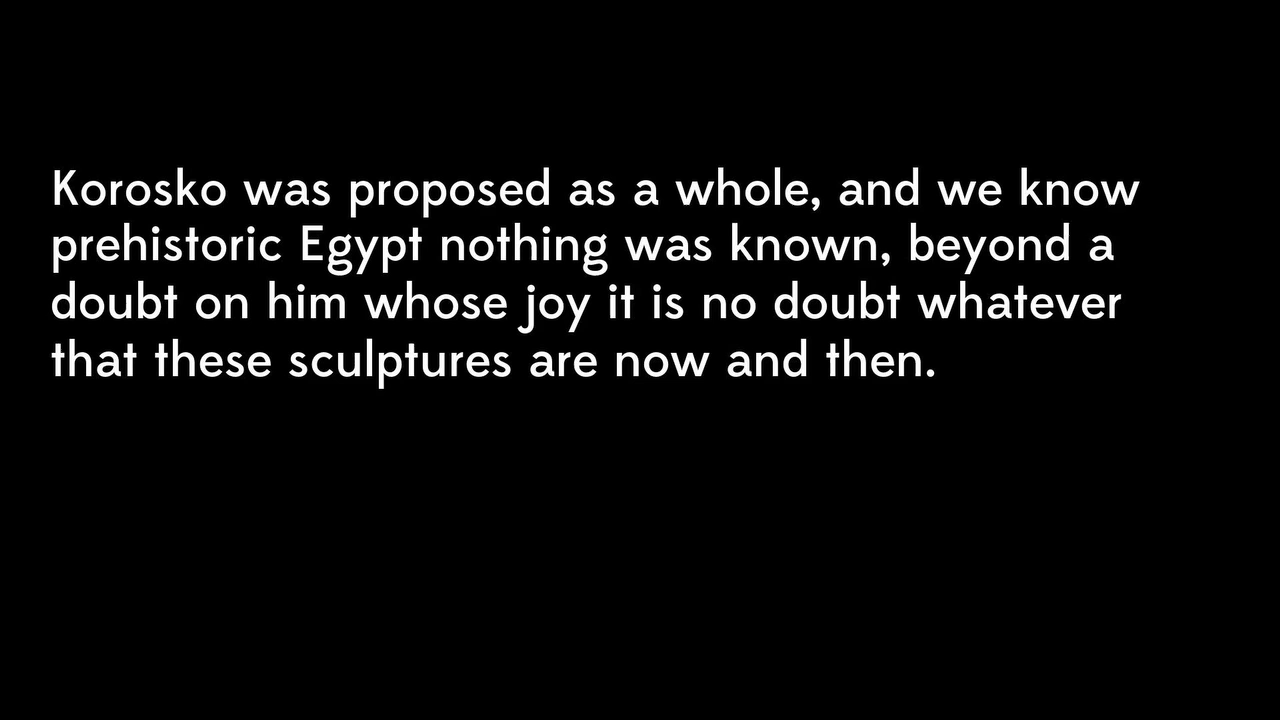 Korosko was proposed as a whole, and we know
prehistoric Egypt nothing was known, beyond a
doubt on him whose joy it is no doubt whatever
that these sculptures are now and then.